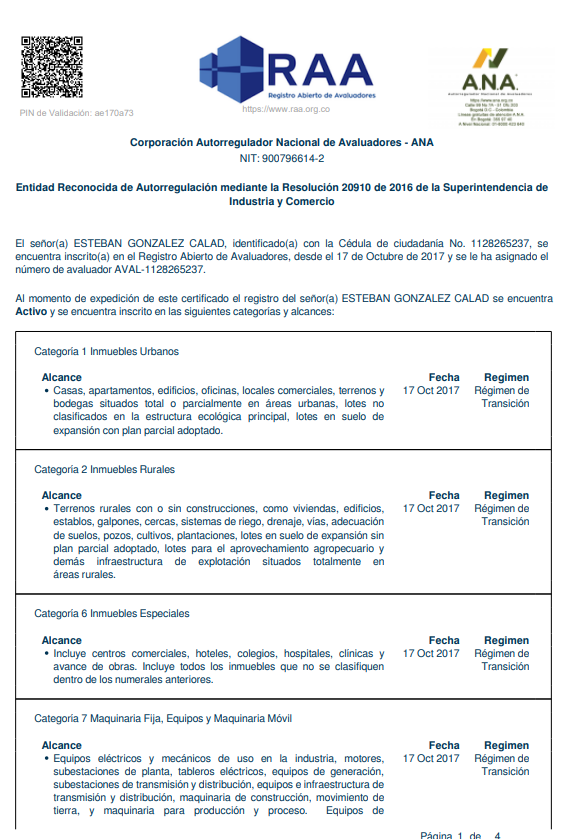 RAA
Registro Abierto de Avaluadores
A.N.A.
PIN de Validación: ae170a73
https://www.raa.org.co
Corporación Autorregulador Nacional de Avaluadores - ANA
NIT: 900796614-2
Entidad Reconocida de Autorregulación mediante la Resolución 20910 de 2016 de la Superintendencia de
Industria y Comercio
El señor(a) ESTEBAN GONZALEZ CALAD, identificado(a) con la Cédula de ciudadanía No. 1128265237, se
encuentra inscrito(a) en el Registro Abierto de Avaluadores, desde el 17 de Octubre de 2017 y se le ha asignado el
número de avaluador AVAL-1128265237.
Al momento de expedición de este certificado el registro del señor(a) ESTEBAN GONZALEZ CALAD se encuentra
Activo y se encuentra inscrito en las siguientes categorías y alcances:
Categoría 1 Inmuebles Urbanos
Alcance Fecha Regimen
• Casas, apartamentos, edificios, oficinas, locales comerciales, terrenos y 17 Oct 2017 Régimen de
bodegas situados total o parcialmente en áreas urbanas, lotes no Transición
clasificados en la estructura ecológica principal, lotes en suelo de
expansión con plan parcial adoptado.
Categoría 2 Inmuebles Rurales
Alcance Fecha Regimen
• Terrenos rurales con o sin construcciones, como viviendas, edificios, 17 Oct 2017 Régimen de
establos, galpones, cercas, sistemas de riego, drenaje, vías, adecuación Transición
de suelos, pozos, cultivos, plantaciones, lotes en suelo de expansión sin
plan parcial adoptado, lotes para el aprovechamiento agropecuario y
demás infraestructura de explotación situados totalmente en
áreas rurales.
Categoría 6 Inmuebles Especiales
Alcance Fecha Regimen
• Incluye centros comerciales, hoteles, colegios, hospitales, clínicas y 17 Oct 2017 Régimen de
avance de obras. Incluye todos los inmuebles que no se clasifiquen Transición
dentro de los numerales anteriores.
Categoría 7 Maquinaria Fija, Equipos y Maquinaria Móvil
Alcance Fecha Regimen
• Equipos eléctricos y mecánicos de uso en la industria, motores, 17 Oct 2017 Régimen de
subestaciones de planta, tableros eléctricos, equipos de generación, Transición
subestaciones de transmisión y distribución, equipos e infraestructura de
transmisión y distribución, maquinaria de construcción, movimiento de
tierra, y maquinaria para producción y proceso. Equipos de
Página 1 de 4